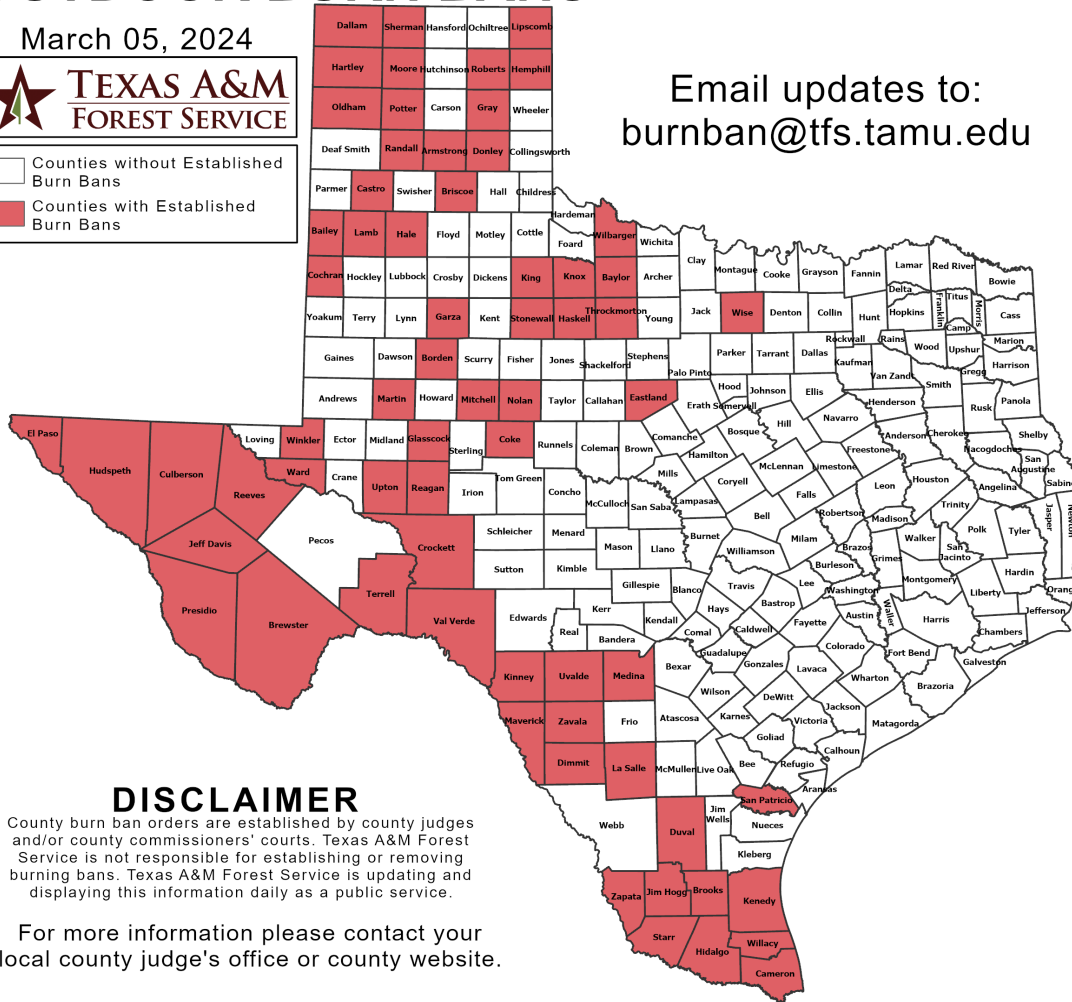 OUTDOOR BURN BANS
March 05, 2024
TEXAS A&M
FOREST SERVICE
Counties without Established
Burn Bans
Counties with Established
Burn Bans
Email updates to:
burnban@tfs.tamu.edu
Dallam Sherman Hansford Ochiltree Lipscomb
Hartley Moore Hutchinson Roberts Hemphill
Oldham Potter Carson Gray Wheeler
Deaf Smith Randall Armstrong Donley Collingsworth
Parmer Castro Swisher Briscoe Hall Childress
Hardeman
Bailey Lamb Hale Floyd Motley Cottle Foard Wilbarger Wichita
Clay Montague Cooke Grayson Fannin Lamar Red River Bowie
Cochran Hockley Lubbock Crosby Dickens King Knox Baylor Archer
Delta Franklin Titus Morris Cass
Yoakum Terry Lynn Garza Kent Stonewall Haskell Throckmorton Young Jack Wise Denton Collin Hunt Hopkins
Camp
Rockwall Rains Wood Upshur Marion
Gaines Dawson Borden Scurry Fisher Jones Shackelford Stephens Palo Pinto Parker Tarrant Dallas Kaufman Van Zandt Gregg Harrison
Smith
Andrews Martin Howard Mitchell Nolan Taylor Callahan Eastland Erath Hood Somervell Johnson Ellis Henderson Rusk Panola
Navarro
El Paso Loving Winkler Ector Midland Glasscock Sterling Coke Runnels Coleman Brown Comanche Bosque Hill Freestone Anderson Cherokee Nacogdoches Shelby
Hamilton
San
Augustine
Sabine
Hudspeth Culberson Reeves Ward Crane Upton Reagan Irion Tom Green Concho McCulloch San Saba Mills Lampasas Coryell McLennan Limestone Leon Houston Angelina
Falls
Trinity
Jasper
Newton
Jeff Davis Pecos Crockett Schleicher Menard Mason Llano Burnet Bell Milam Robertson Madison Walker San
Jacinto
Polk Tyler
Brazos Grimes
Sutton Kimble Williamson Burleson Montgomery Hardin
Presidio Brewster Terrell Val Verde Edwards Gillespie Blanco Travis Lee Washington Liberty Orange
Kerr Kendall Hays Bastrop Austin Waller Harris Jefferson
Real Bandera Comal Caldwell Fayette Chambers
Colorado Fort Bend Galveston
Kinney Uvalde Medina Bexar Guadalupe Gonzales Lavaca Wharton Brazoria
Wilson DeWitt Jackson
Maverick Zavala Frio Atascosa Karnes Victoria Matagorda
Goliad Calhoun
Dimmit La Salle McMullen Live Oak Bee Refugio
Aransas
San Patricio
Webb Duval Jim
Wells
Nueces
Kleberg
Zapata Jim Hogg Brooks Kenedy
Starr Hidalgo Willacy
Cameron
DISCLAIMER
County burn ban orders are established by county judges
and/or county commissioners' courts. Texas A&M Forest
Service is not responsible for establishing or removing
burning bans. Texas A&M Forest Service is updating and
displaying this information daily as a public service.
For more information please contact your
local county judge's office or county website.